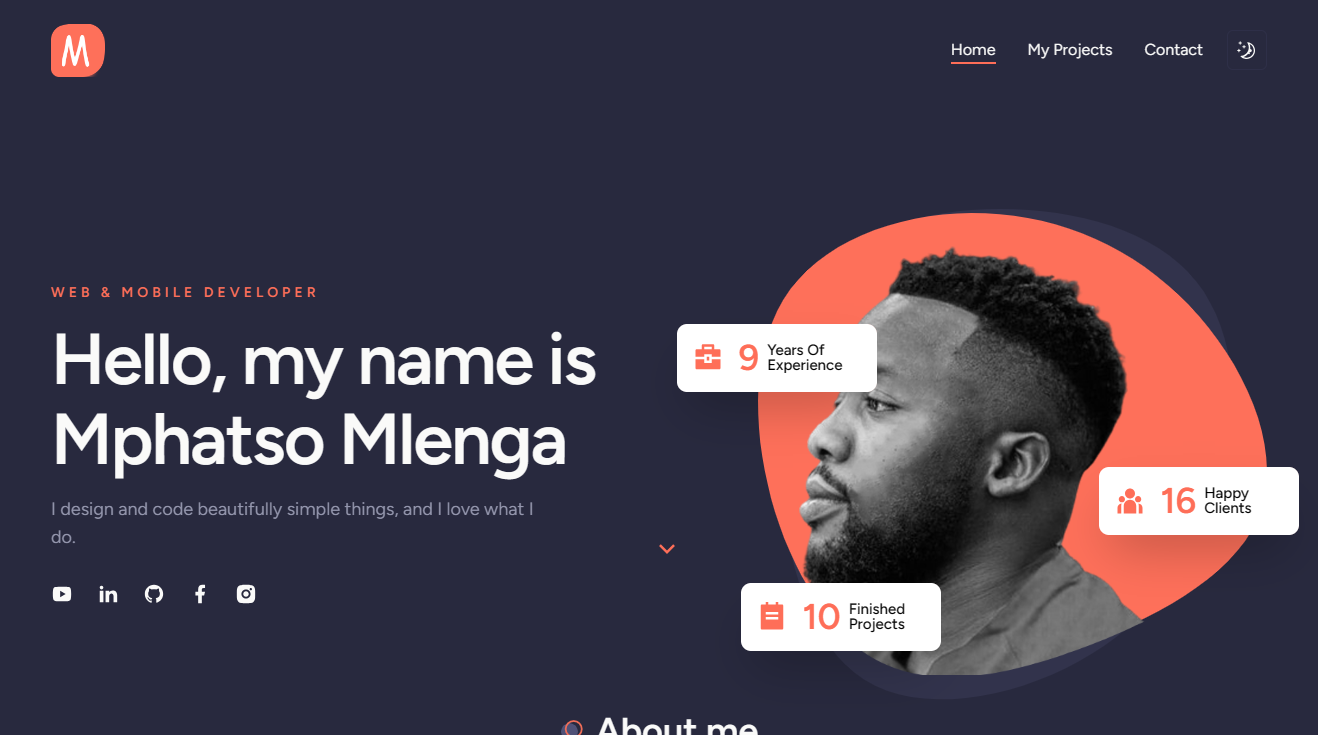 M
Home
My Projects
Contact
WEB & MOBILE DEVELOPER
Hello, my name is
Mphatso Mlenga
I design and code beautifully simple things, and I love what I
do.
9 Years Of
Experience
16 Happy
Clients
10 Finished
Projects
About me